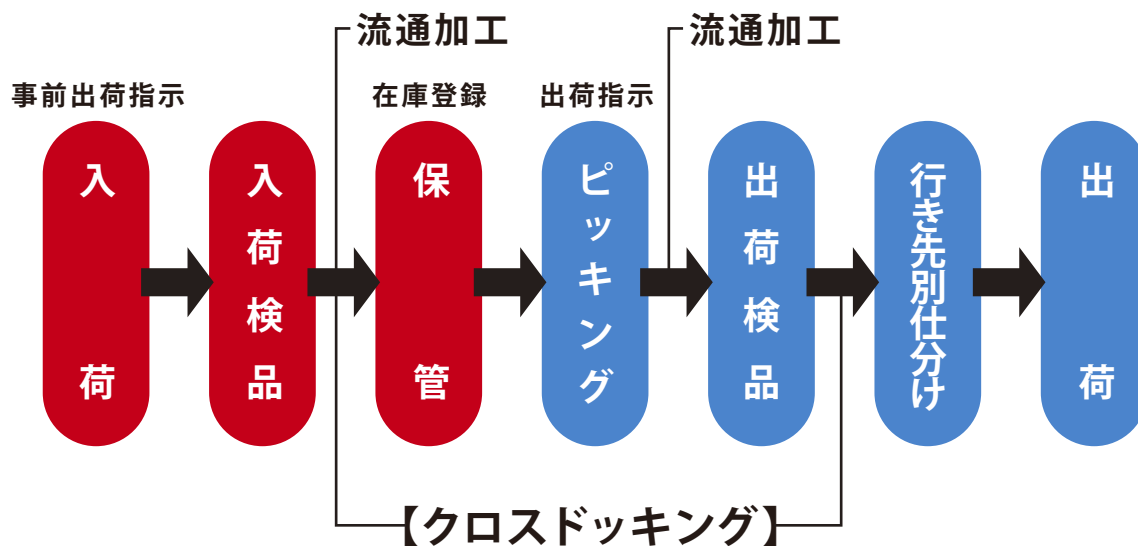 流通加工
流通加工
事前出荷指示
在庫登録
出荷指示
入荷
入荷検品
保管
ピッキング
出荷検品
行き先別仕分け
出荷
【クロスドッキング】